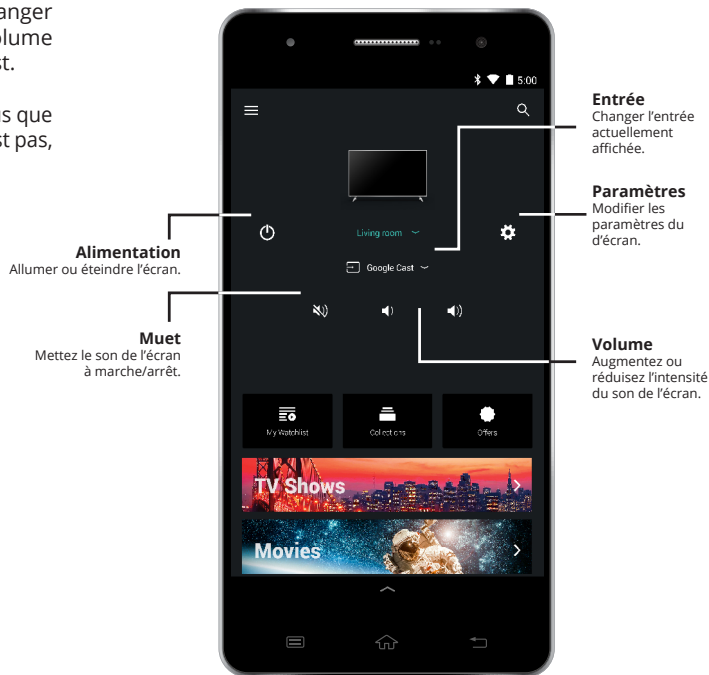 anger
olume
st.
s que
st pas,
5:00
Entrée
Changer l’entrée
actuellement
affichée.
Paramètres
Modifier les
paramètres du
d’écran.
Living room
Alimentation
Allumer ou éteindre l’écran.
Google Cast
Muet
Mettez le son de l’écran
à marche/arrêt.
Volume
Augmentez ou
réduisez l’intensité
du son de l’écran.
My Watchlist
Collections
Offers
TV Shows
Movies